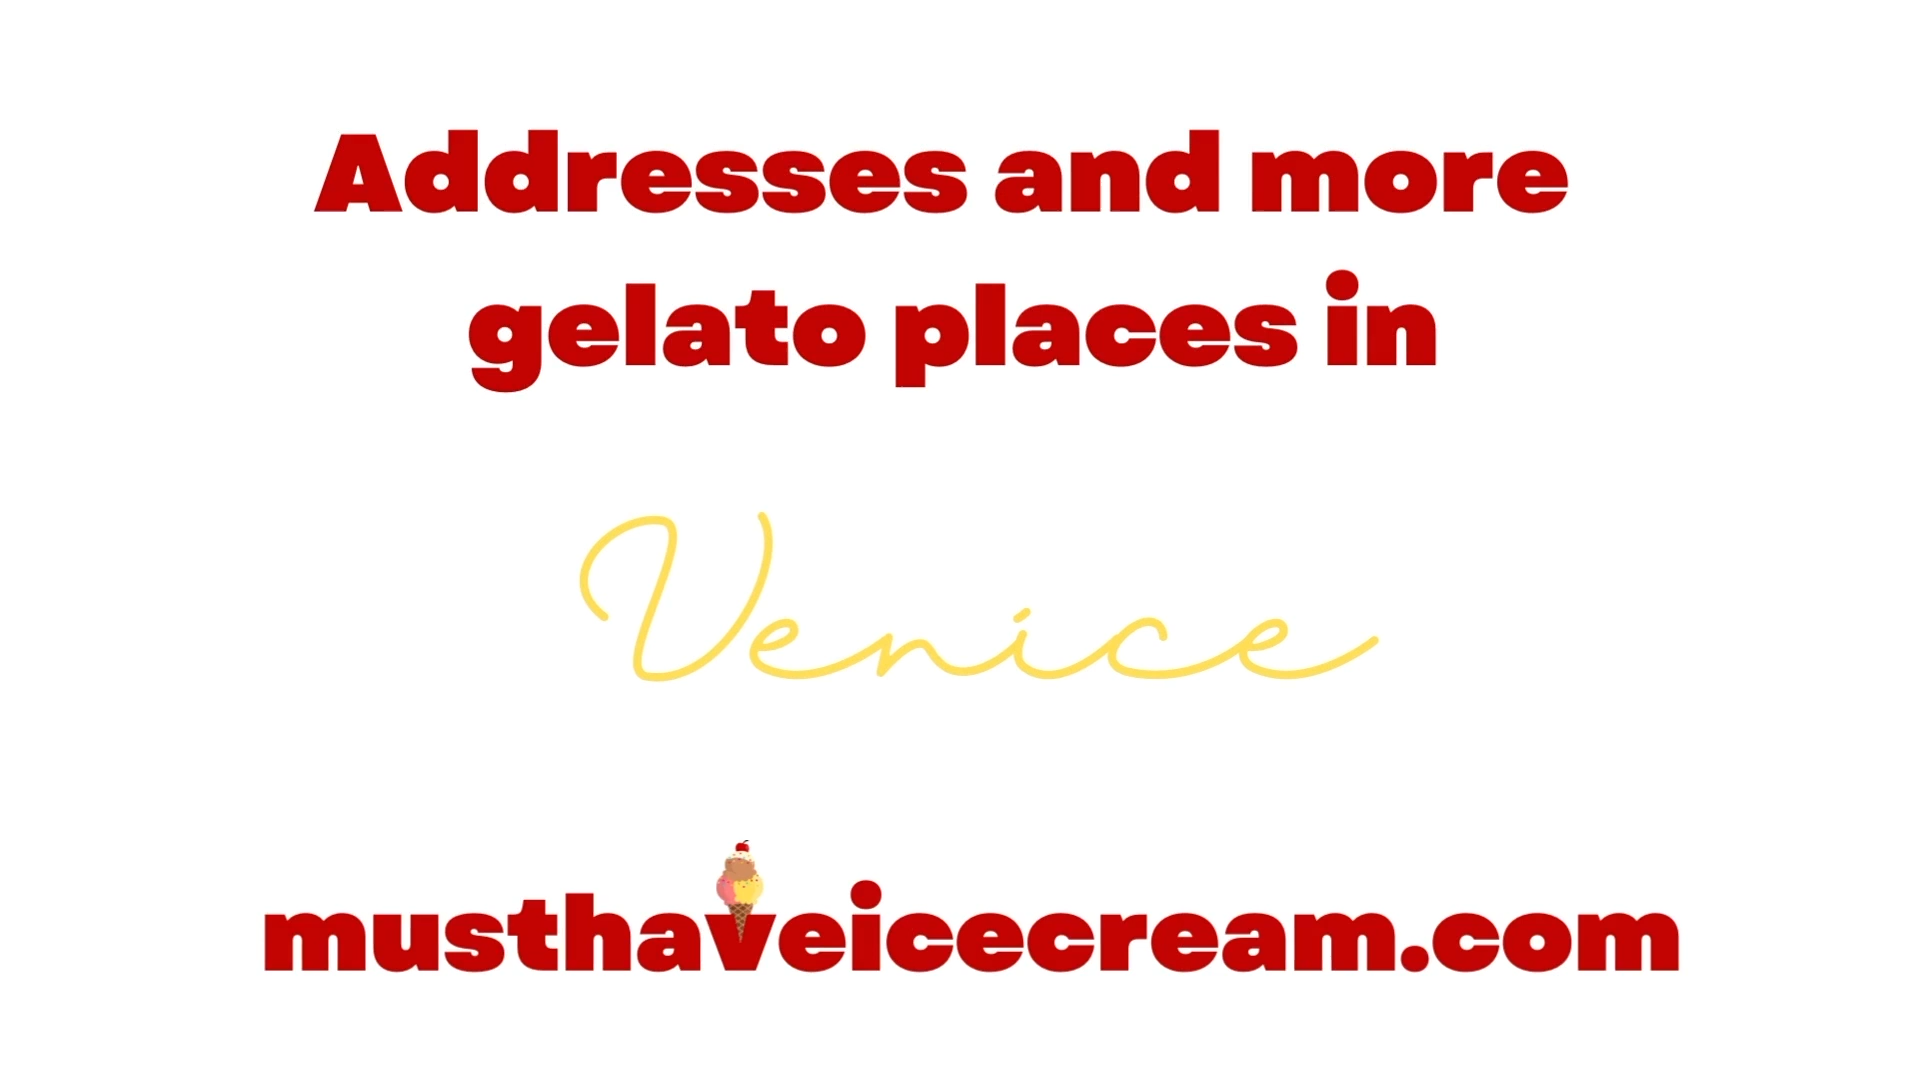 Addresses and more
gelato places in
Venice
musthaveicecream.com